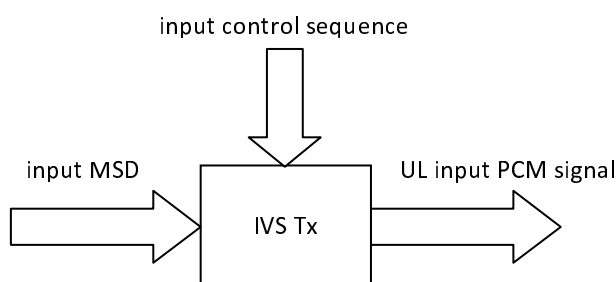 input control sequence
input MSD
UL input PCM signal
IVS Tx